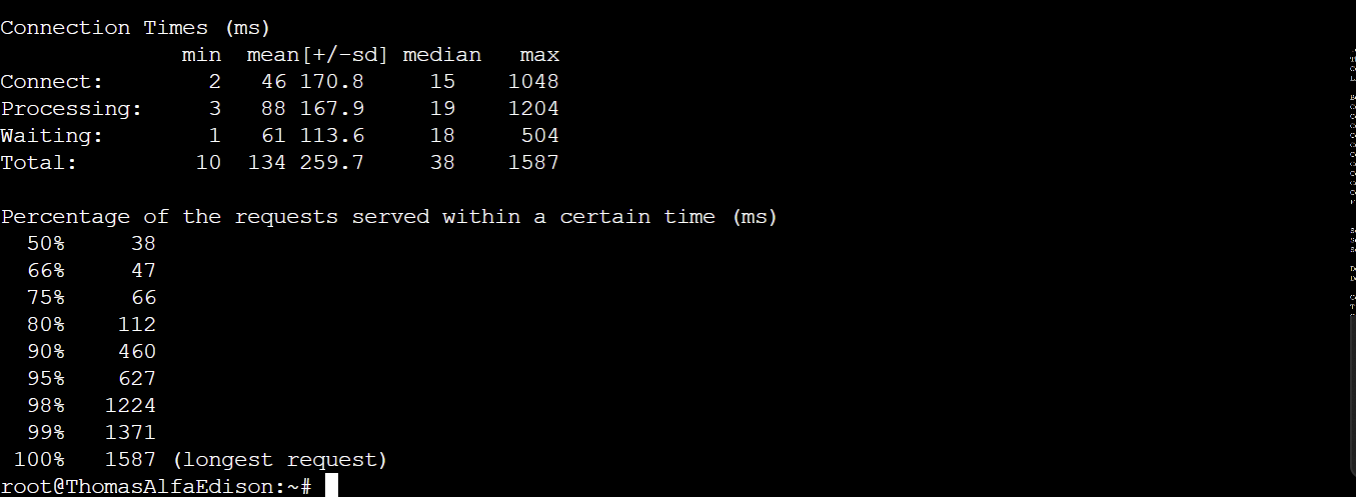 Connection Times (ms)
              min  mean[+/-sd] median   max
Connect:        2   46 170.8     15    1048
Processing:     3   88 167.9     19    1204
Waiting:        1   61 113.6     18     504
Total:         10  134 259.7     38    1587
Percentage of the requests served within a certain time (ms)
  50%     38
  66%     47
  75%     66
  80%    112
  90%    460
  95%    627
  98%   1224
  99%   1371
 100%   1587 (longest request)
root@ThomasAlfaEdison:~#